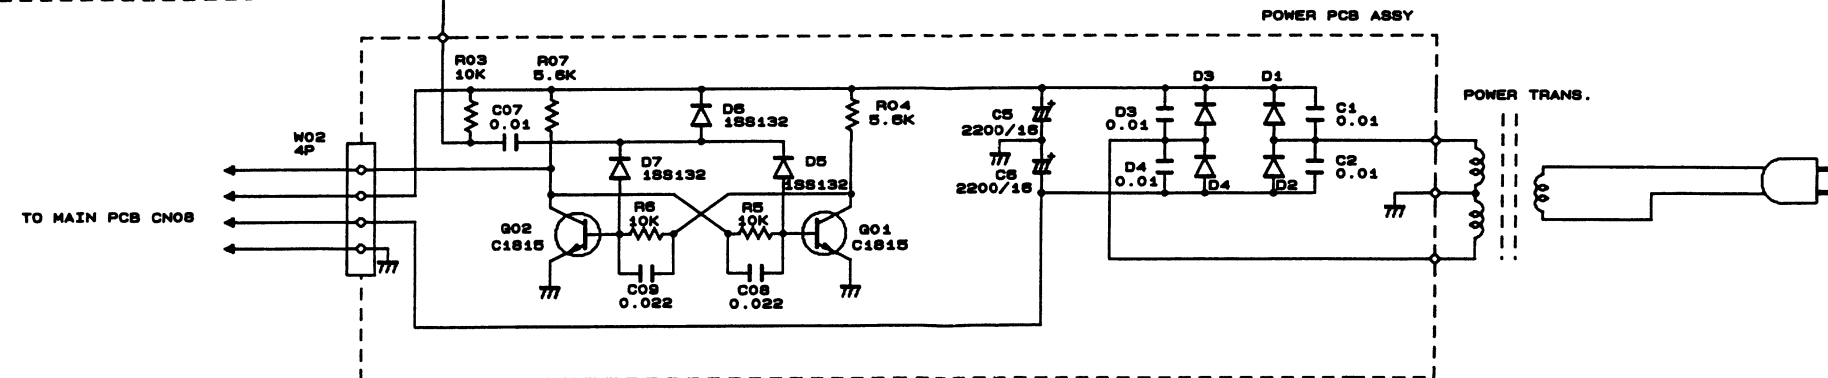 POWER PCB ASSY
R03
10K
R07
5.6K
C07
0.01
D6
1SS132
R04
5.6K
W02
4P
D7
1SS132
D5
1SS132
C5
2200/16
C6
2200/16
D3
0.01
D4
0.01
D3
D1
D4
D2
C1
0.01
C2
0.01
POWER TRANS.
TO MAIN PCB CN08
Q02
C1815
R6
10K
R5
10K
Q01
C1815
C09
0.022
C08
0.022